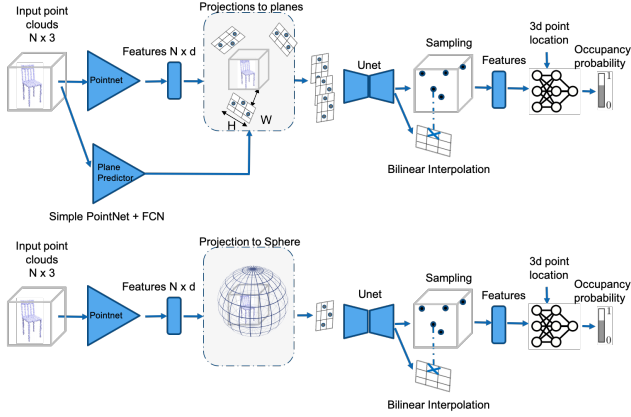 Input point
clouds
N x 3
Pointnet
Features N x d
Projections to planes
H
W
Plane
Predictor
Simple PointNet + FCN
Unet
Sampling
Bilinear Interpolation
Features
3d point
location
Occupancy
probability
1
0
Input point
clouds
N x 3
Pointnet
Features N x d
Projection to Sphere
Unet
Sampling
Bilinear Interpolation
Features
3d point
location
Occupancy
probability
1
0